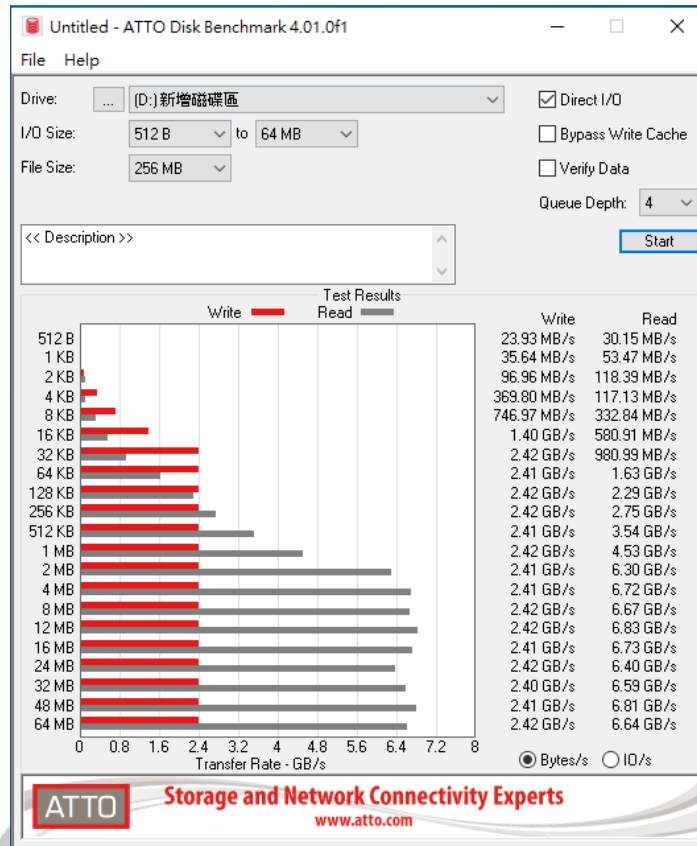 Untitled - ATTO Disk Benchmark 4.01.0f1
File Help
Drive: ... (D:)新增磁碟區 Direct I/O
I/O Size: 512 B to 64 MB Bypass Write Cache
File Size: 256 MB Verify Data
Queue Depth: 4
<< Description >> Start
Test Results
Write Read Write Read
512 B 23.93 MB/s 30.15 MB/s
1 KB 35.64 MB/s 53.47 MB/s
2 KB 96.96 MB/s 118.39 MB/s
4 KB 369.80 MB/s 117.13 MB/s
8 KB 746.97 MB/s 332.84 MB/s
16 KB 1.40 GB/s 580.91 MB/s
32 KB 2.42 GB/s 980.99 MB/s
64 KB 2.41 GB/s 1.63 GB/s
128 KB 2.42 GB/s 2.29 GB/s
256 KB 2.42 GB/s 2.75 GB/s
512 KB 2.41 GB/s 3.54 GB/s
1 MB 2.42 GB/s 4.53 GB/s
2 MB 2.41 GB/s 6.30 GB/s
4 MB 2.41 GB/s 6.72 GB/s
8 MB 2.42 GB/s 6.67 GB/s
12 MB 2.42 GB/s 6.83 GB/s
16 MB 2.41 GB/s 6.73 GB/s
24 MB 2.42 GB/s 6.40 GB/s
32 MB 2.40 GB/s 6.59 GB/s
48 MB 2.42 GB/s 6.81 GB/s
64 MB 2.42 GB/s 6.64 GB/s
0 0.8 1.6 2.4 3.2 4 4.8 5.6 6.4 7.2 8
Transfer Rate - GB/s Bytes/s IO/s
ATTO Storage and Network Connectivity Experts
www.atto.com